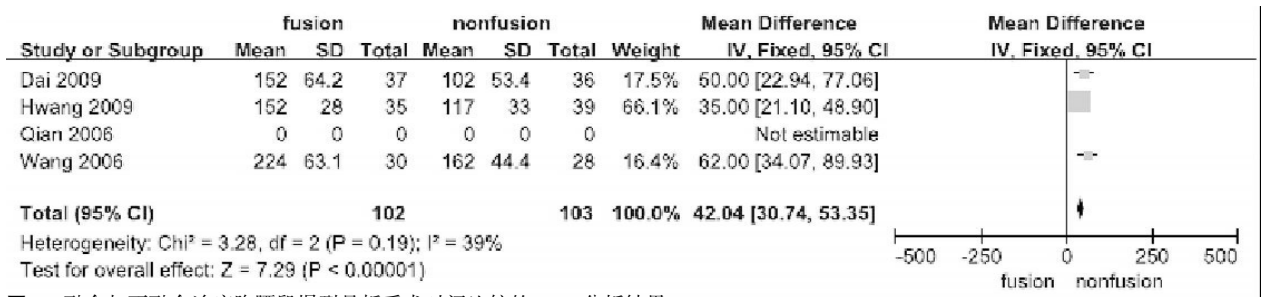 fusion nonfusion Mean Difference Mean Difference
Study or Subgroup Mean SD Total Mean SD Total Weight IV, Fixed, 95% CI IV, Fixed, 95% CI
Dai 2009 152 64.2 37 102 53.4 36 17.5% 50.00 [22.94, 77.06]
Hwang 2009 152 28 35 117 33 39 66.1% 35.00 [21.10, 48.90]
Qian 2006 0 0 0 0 0 0 Not estimable
Wang 2006 224 63.1 30 162 44.4 28 16.4% 62.00 [34.07, 89.93]
Total (95% CI) 102 103 100.0% 42.04 [30.74, 53.35]
Heterogeneity: Chi² = 3.28, df = 2 (P = 0.19); I² = 39%
Test for overall effect: Z = 7.29 (P < 0.00001)
-500 -250 0 250 500
fusion nonfusion